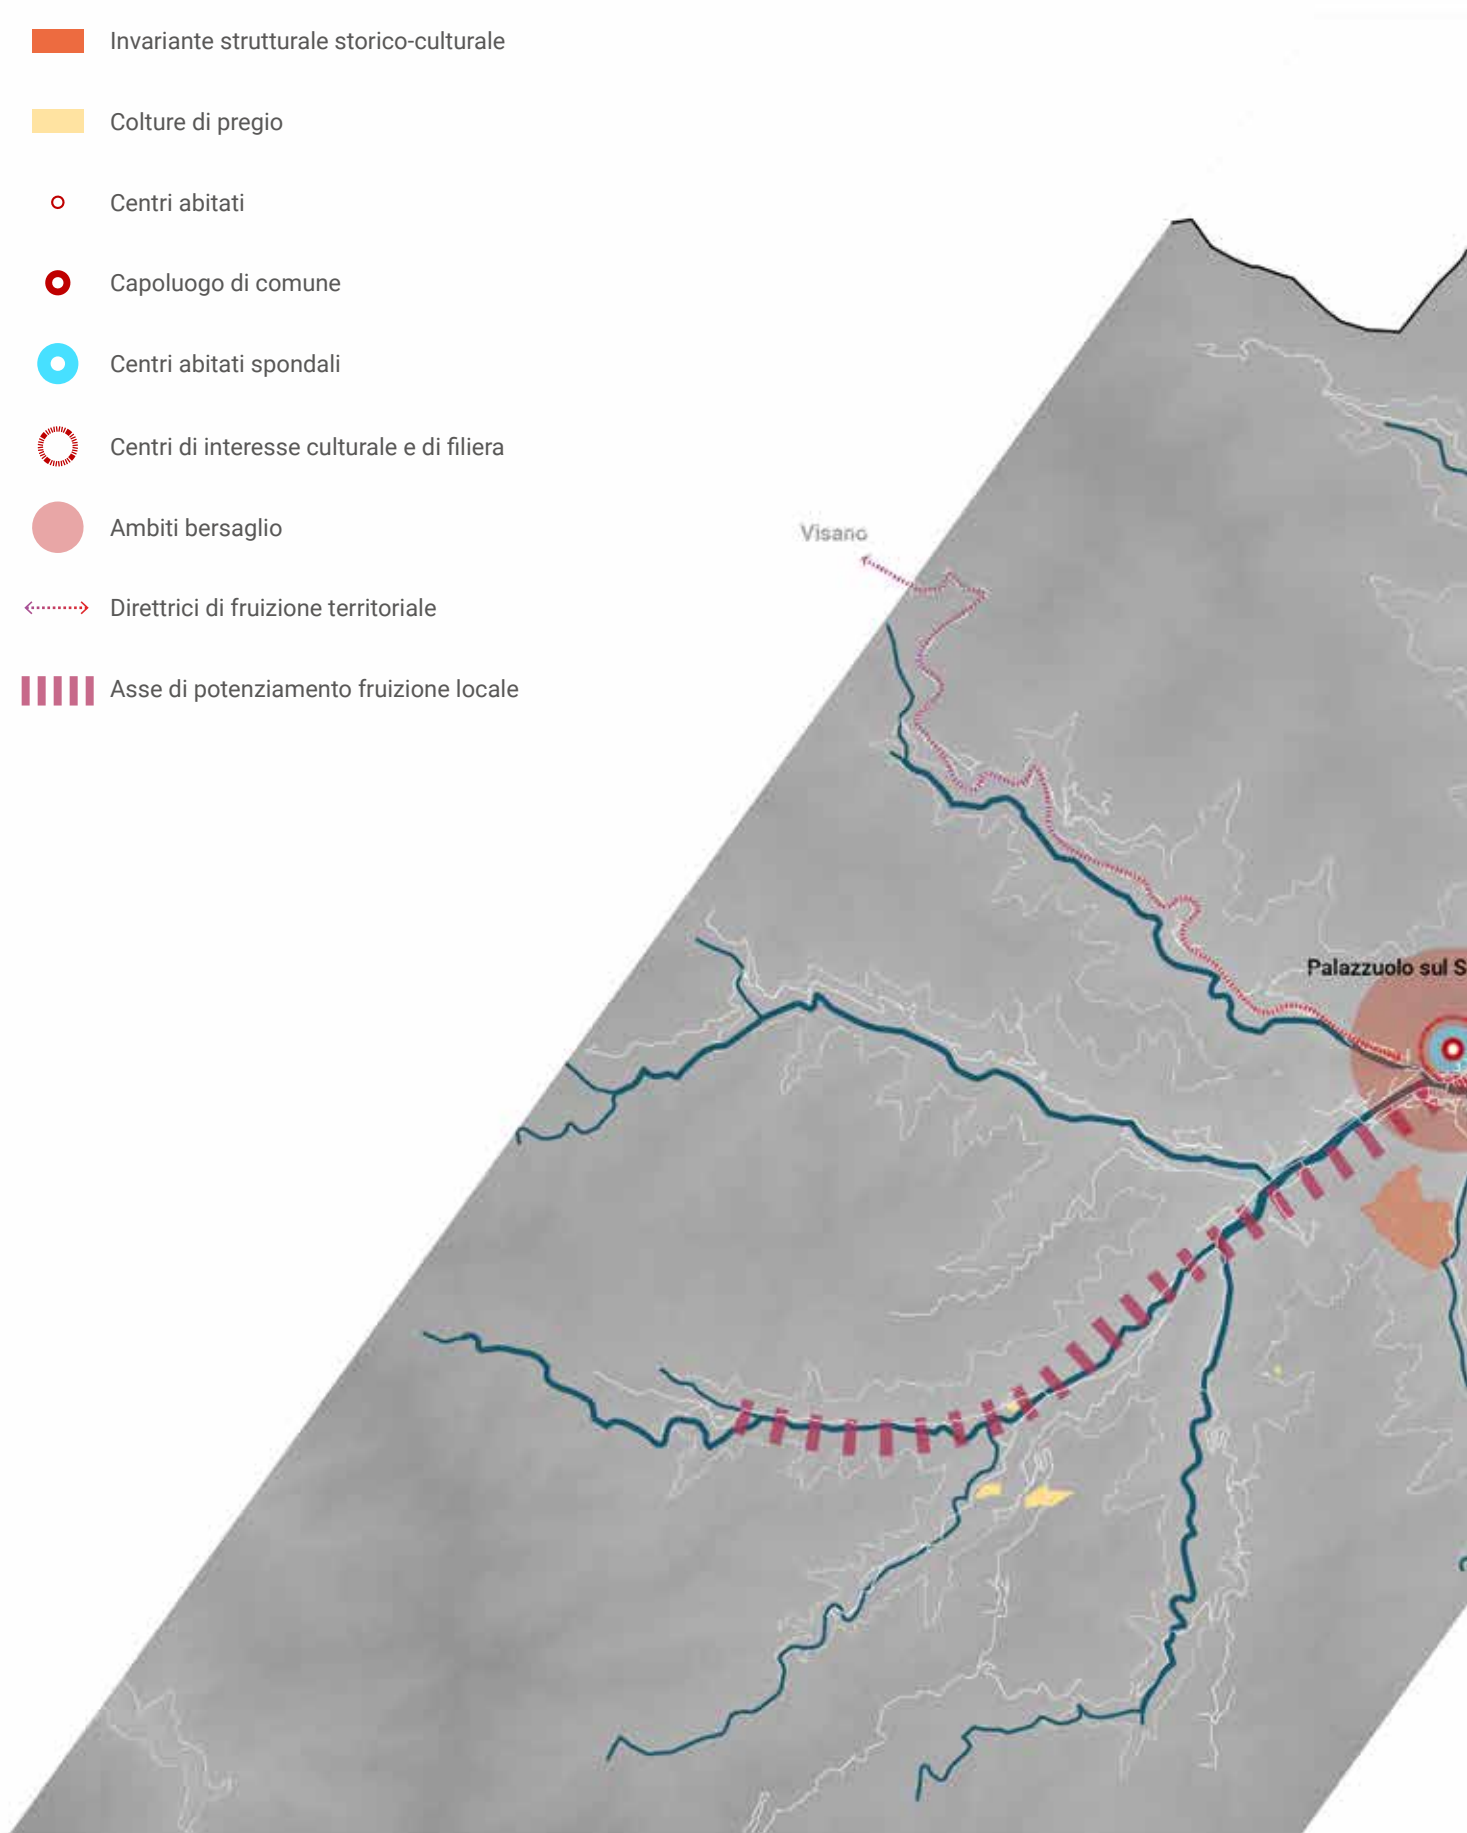 Invariante strutturale storico-culturale
Colture di pregio
Centri abitati
Capoluogo di comune
Centri abitati spondali
Centri di interesse culturale e di filiera
Ambiti bersaglio
Direttrici di fruizione territoriale
Asse di potenziamento fruizione locale
Visano
Palazzuolo sul S